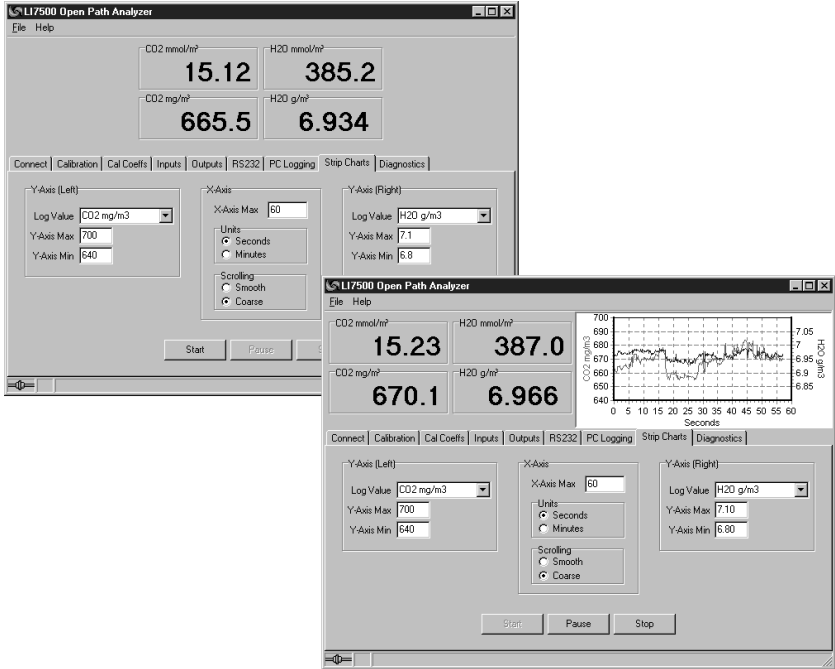 LI7500 Open Path Analyzer
File Help
CO2 mmol/m³ H2O mmol/m³
15.12 385.2
CO2 mg/m³ H2O g/m³
665.5 6.934
Connect Calibration Cal Coeffs Inputs Outputs RS232 PC Logging Strip Charts Diagnostics
Y-Axis (Left) X-Axis Y-Axis (Right)
Log Value CO2 mg/m3 X-Axis Max 60 Log Value H2O g/m3
Y-Axis Max 700 Units Y-Axis Max 7.1
Seconds
Y-Axis Min 640 Minutes Y-Axis Min 6.8
Scrolling
Smooth
Coarse
Start Pause
LI7500 Open Path Analyzer
File Help
CO2 mmol/m³ H2O mmol/m³
15.23 387.0
CO2 mg/m³ H2O g/m³
670.1 6.966
700
690 7.05
680 7
670 6.95
660 6.9
650 6.85
640
CO2 mg/m3
H2O g/m3
0 5 10 15 20 25 30 35 40 45 50 55 60
Seconds
Connect Calibration Cal Coeffs Inputs Outputs RS232 PC Logging Strip Charts Diagnostics
Y-Axis (Left) X-Axis Y-Axis (Right)
Log Value CO2 mg/m3 X-Axis Max 60 Log Value H2O g/m3
Y-Axis Max 700 Units Y-Axis Max 7.10
Seconds
Y-Axis Min 640 Minutes Y-Axis Min 6.80
Scrolling
Smooth
Coarse
Start Pause Stop